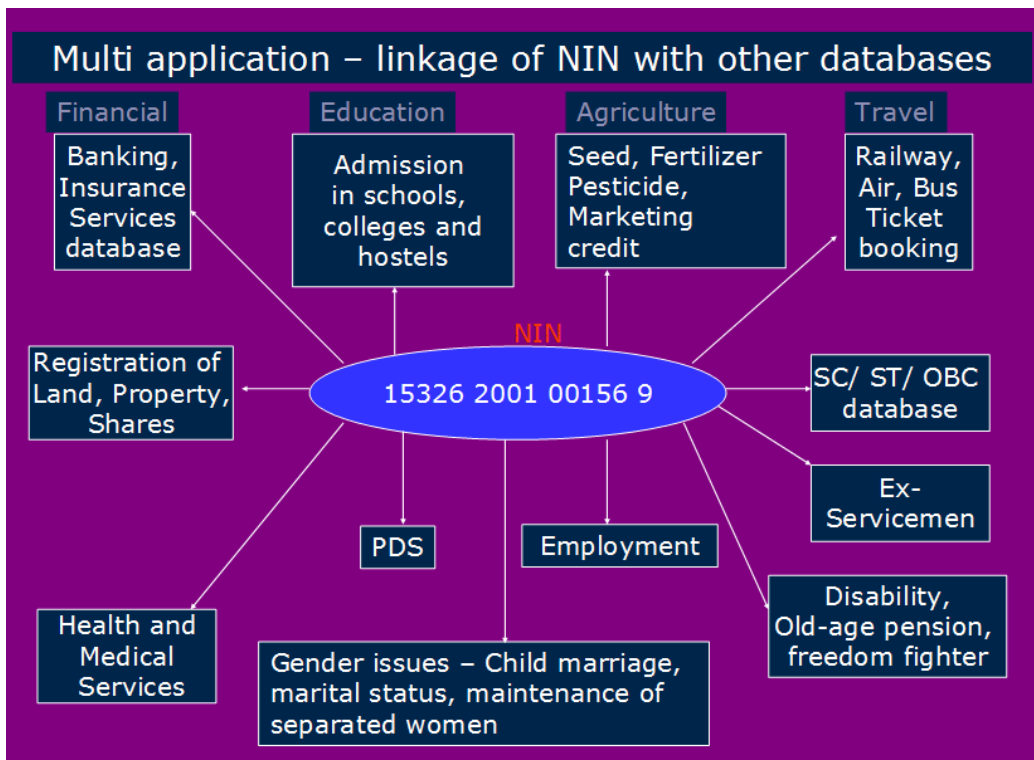 Multi application – linkage of NIN with other databases
Financial
Banking,
Insurance
Services
database
Education
Admission
in schools,
colleges and
hostels
Agriculture
Seed, Fertilizer
Pesticide,
Marketing
credit
Travel
Railway,
Air, Bus
Ticket
booking
NIN
15326 2001 00156 9
Registration of
Land, Property,
Shares
SC/ ST/ OBC
database
Ex-
Servicemen
PDS
Employment
Disability,
Old-age pension,
freedom fighter
Health and
Medical
Services
Gender issues – Child marriage,
marital status, maintenance of
separated women